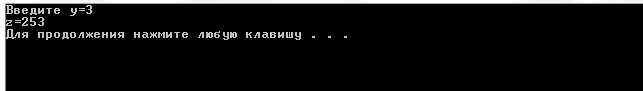 Введите y=3
z=253
Для продолжения нажмите любую клавишу . . .